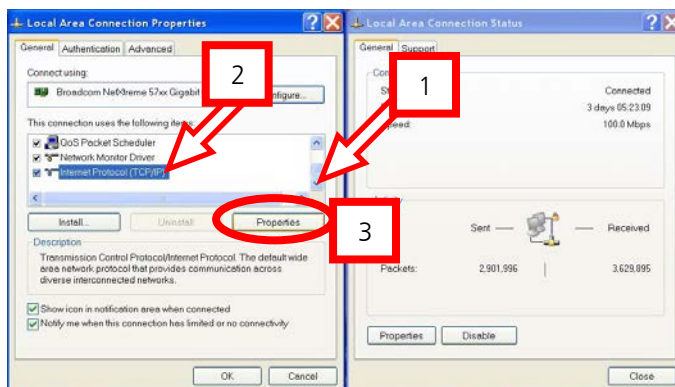 Local Area Connection Properties
General Authentication Advanced
Connect using:
Broadcom NetXtreme 57xx Gigabit
This connection uses the following
QoS Packet Scheduler
Network Monitor Driver
Internet Protocol (TCP/IP)
Install... Uninstall Properties
Description
Transmission Control Protocol/Internet Protocol. The default wide
area network protocol that provides communication across
diverse interconnected networks.
Show icon in notification area when connected
Notify me when this connection has limited or no connectivity
OK Cancel
2
1
3
Local Area Connection Status
General Support
Connected
3 days 05:23:09
100.0 Mbps
Activity
Sent — — Received
Packets: 2,901,996 3,629,895
Properties Disable
Close